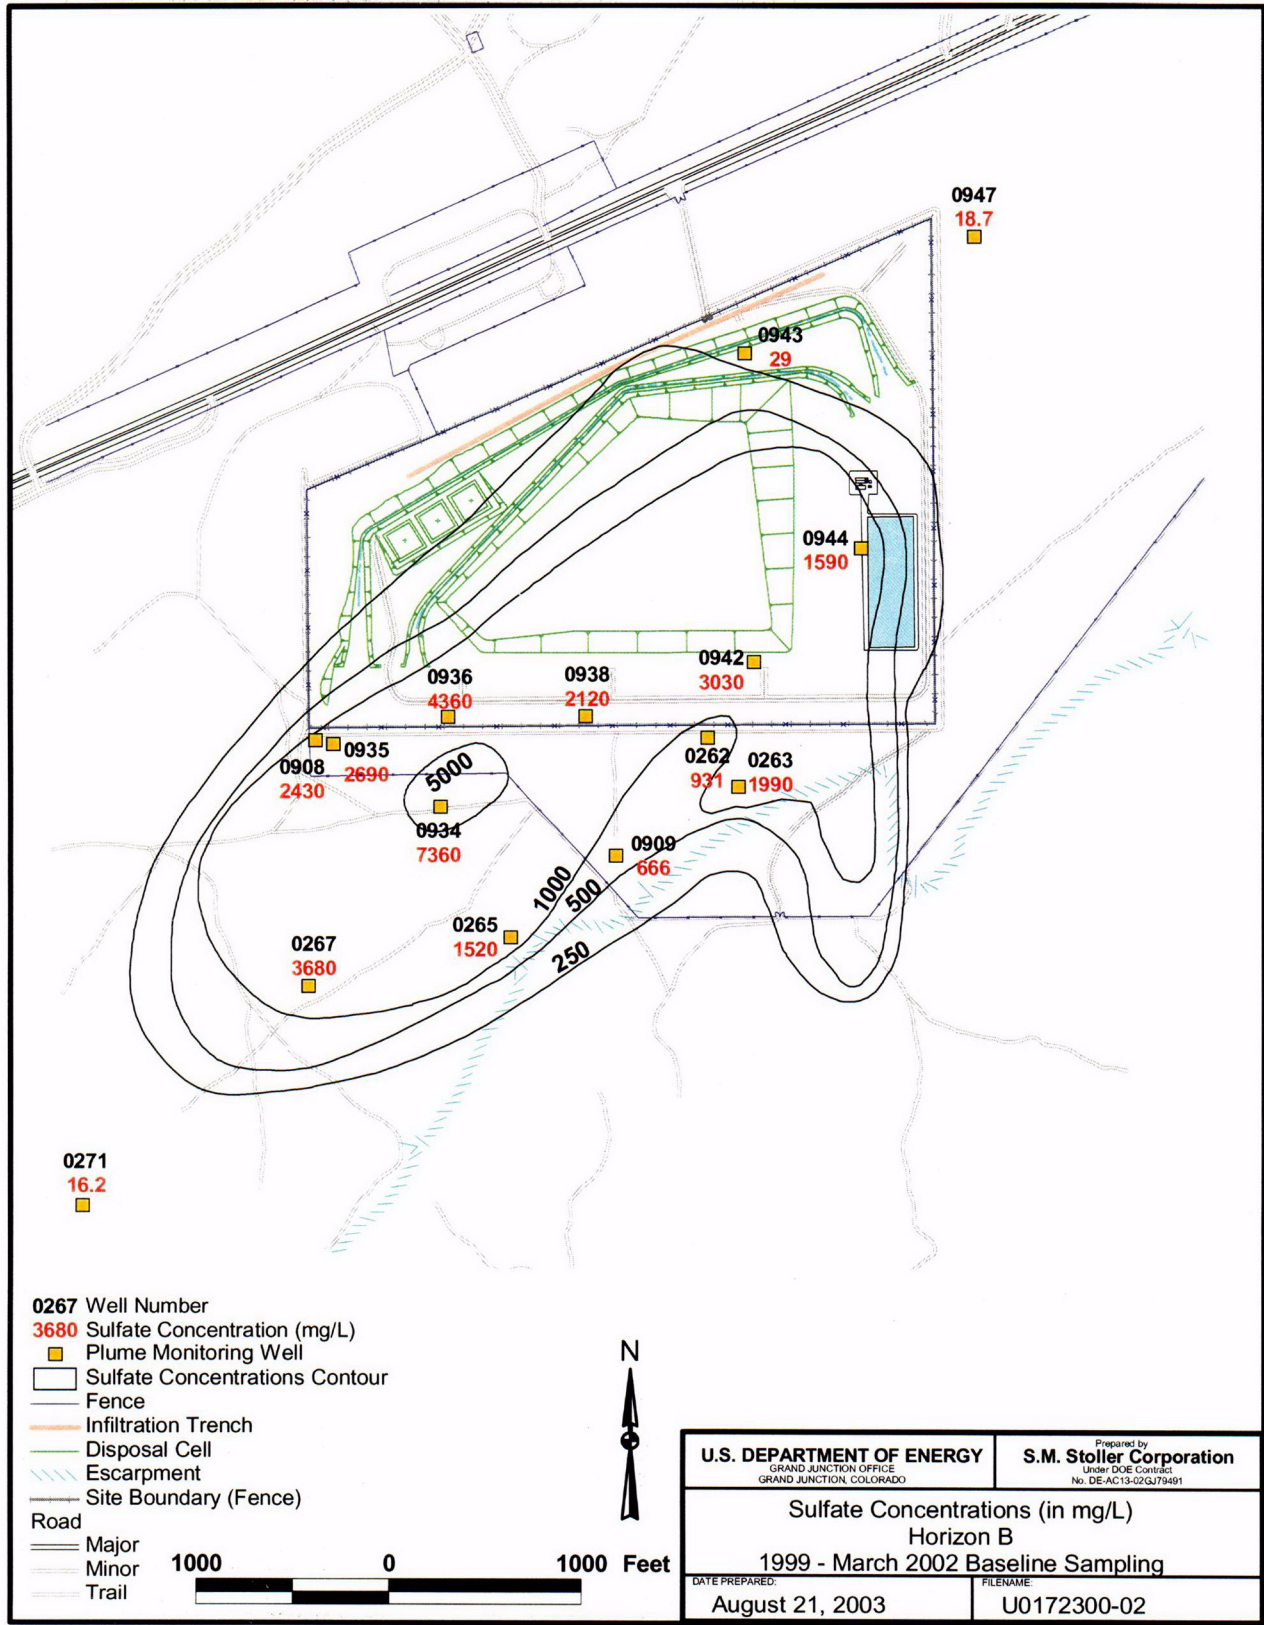 0947
18.7
0943
29
0944
1590
0942
3030
0936
4360
0938
2120
0935
2690
0908
2430
0262
931
0263
1990
5000
0934
7360
0909
666
1000
500
250
0265
1520
0267
3680
0271
16.2
0267 Well Number
3680 Sulfate Concentration (mg/L)
Plume Monitoring Well
Sulfate Concentrations Contour
Fence
Infiltration Trench
Disposal Cell
Escarpment
Site Boundary (Fence)
Road
Major
Minor
Trail
N
1000 0 1000 Feet
U.S. DEPARTMENT OF ENERGY
GRAND JUNCTION OFFICE
GRAND JUNCTION, COLORADO
Prepared by
S.M. Stoller Corporation
Under DOE Contract
No. DE-AC13-02GJ79491
Sulfate Concentrations (in mg/L)
Horizon B
1999 - March 2002 Baseline Sampling
DATE PREPARED:
August 21, 2003
FILENAME:
U0172300-02